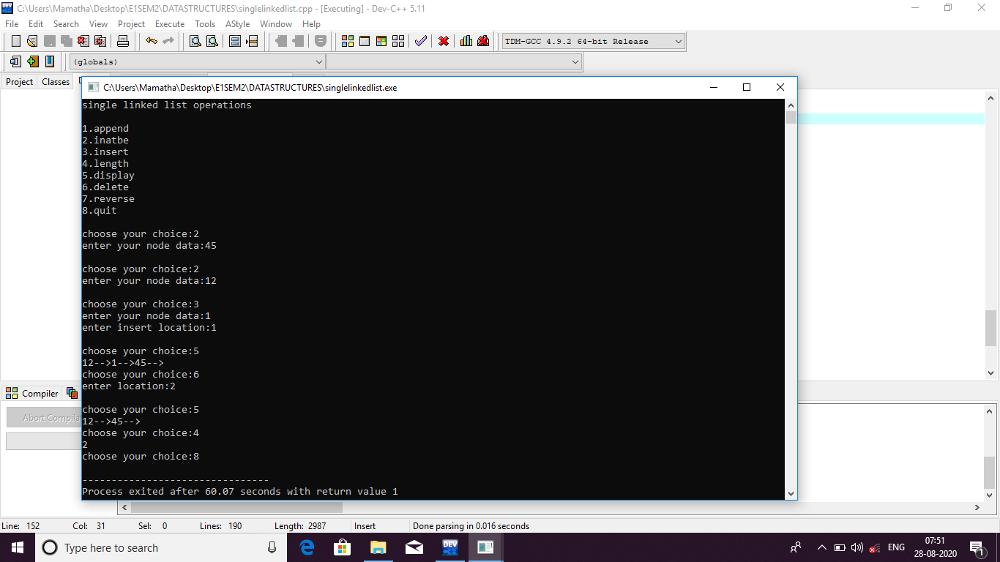 C:\Users\Mamatha\Desktop\E1SEM2\DATASTRUCTURES\singlelinkedlist.cpp - [Executing] - Dev-C++ 5.11
File Edit Search View Project Execute Tools AStyle Window Help
TDM-GCC 4.9.2 64-bit Release
(globals)
Project Classes
C:\Users\Mamatha\Desktop\E1SEM2\DATASTRUCTURES\singlelinkedlist.exe
single linked list operations
1.append
2.inatbe
3.insert
4.length
5.display
6.delete
7.reverse
8.quit
choose your choice:2
enter your node data:45
choose your choice:2
enter your node data:12
choose your choice:3
enter your node data:1
enter insert location:1
choose your choice:5
12-->1-->45-->
choose your choice:6
enter location:2
choose your choice:5
12-->45-->
choose your choice:4
2
choose your choice:8
--------------------------------
Process exited after 60.07 seconds with return value 1
Compiler
Abort Compila
Line: 152 Col: 31 Sel: 0 Lines: 190 Length: 2987 Insert Done parsing in 0.016 seconds
Type here to search
DEV
ENG
07:51
28-08-2020
1